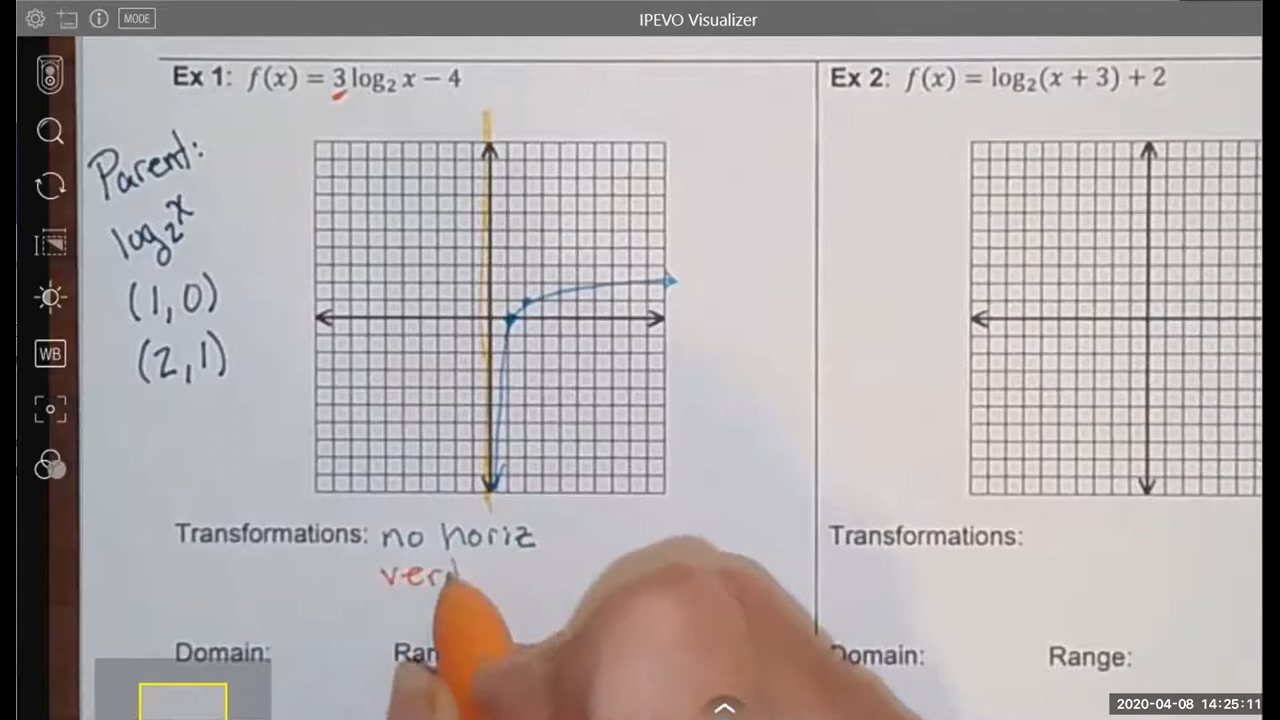 IPEVO Visualizer
MODE
WB
Ex 1: f(x) = 3 log₂ x − 4
Parent:
log₂ x
(1, 0)
(2, 1)
Transformations: no horiz
Domain:
Ex 2: f(x) = log₂(x + 3) + 2
Transformations:
Domain:
Range:
2020-04-08 14:25:11